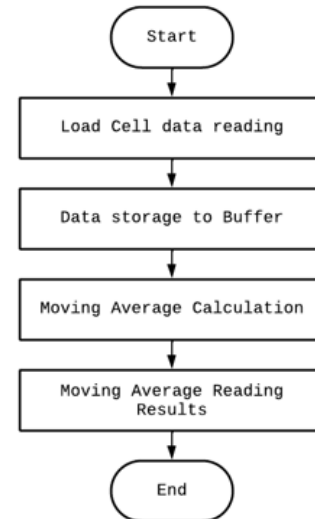 Start
Load Cell data reading
Data storage to Buffer
Moving Average Calculation
Moving Average Reading
Results
End